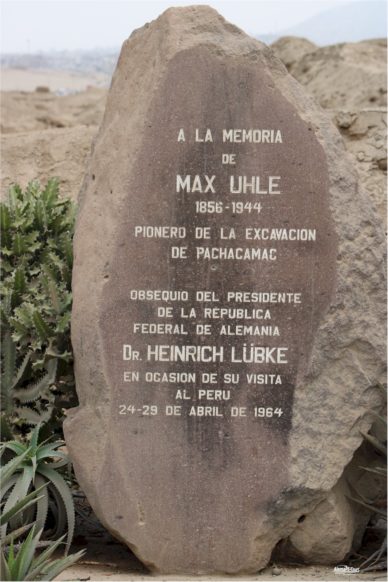 A LA MEMORIA
DE
MAX UHLE
1856-1944
PIONERO DE LA EXCAVACION
DE PACHACAMAC
OBSEQUIO DEL PRESIDENTE
DE LA REPUBLICA
FEDERAL DE ALEMANIA
DR. HEINRICH LÜBKE
EN OCASION DE SU VISITA
AL PERU
24-29 DE ABRIL DE 1964